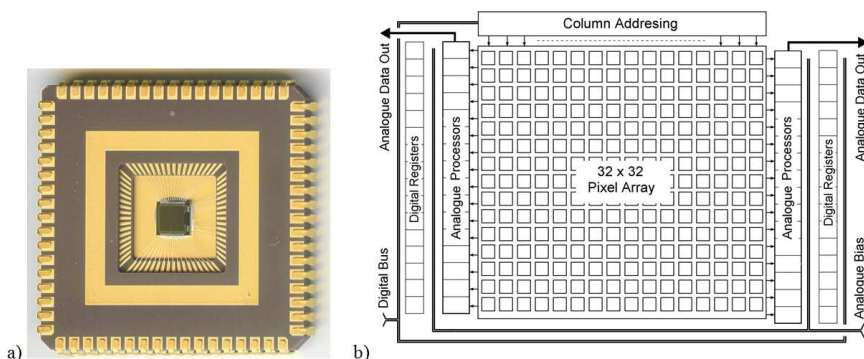 Column Addresing
Analogue Data Out
Digital Registers
Analogue Processors
32 x 32
Pixel Array
Analogue Processors
Digital Registers
Analogue Data Out
Digital Bus
Analogue Bias
a)
b)